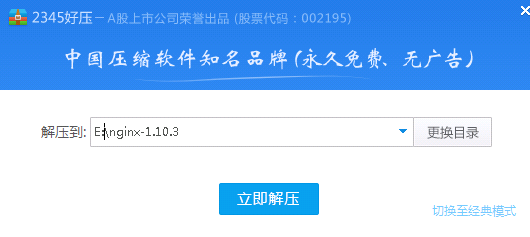 2345好压 – A股上市公司荣誉出品 (股票代码：002195)
中国压缩软件知名品牌(永久免费、无广告)
解压到: E:\nginx-1.10.3 更换目录
立即解压
切换至经典模式